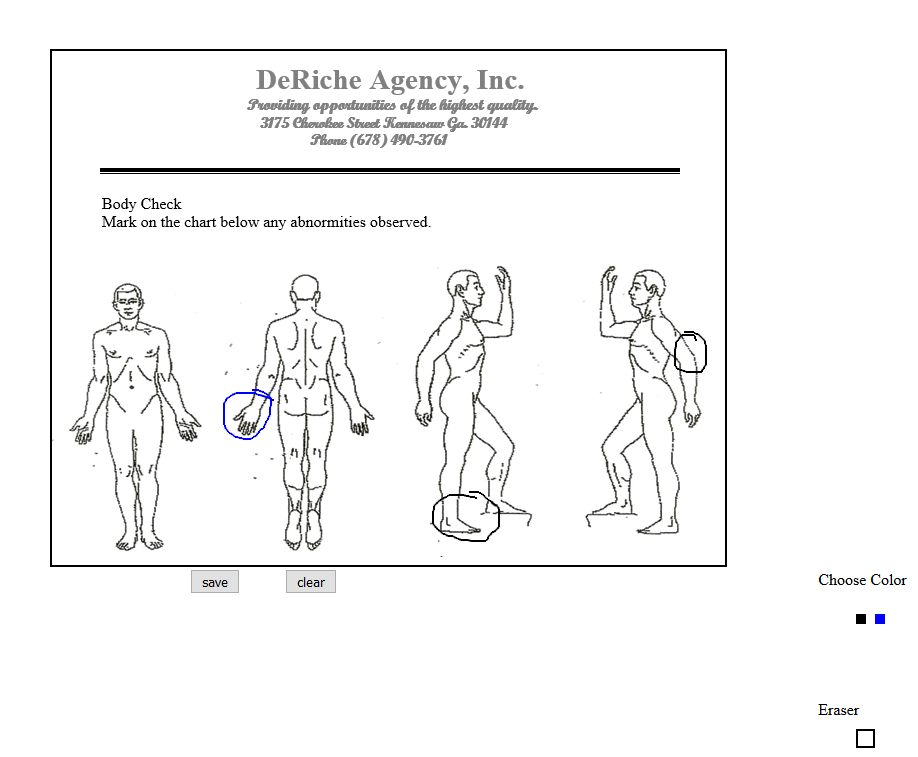 DeRiche Agency, Inc.
Providing opportunities of the highest quality.
3175 Cherokee Street Kennesaw Ga. 30144
Phone (678) 490-3761
Body Check
Mark on the chart below any abnormities observed.
save
clear
Choose Color
Eraser